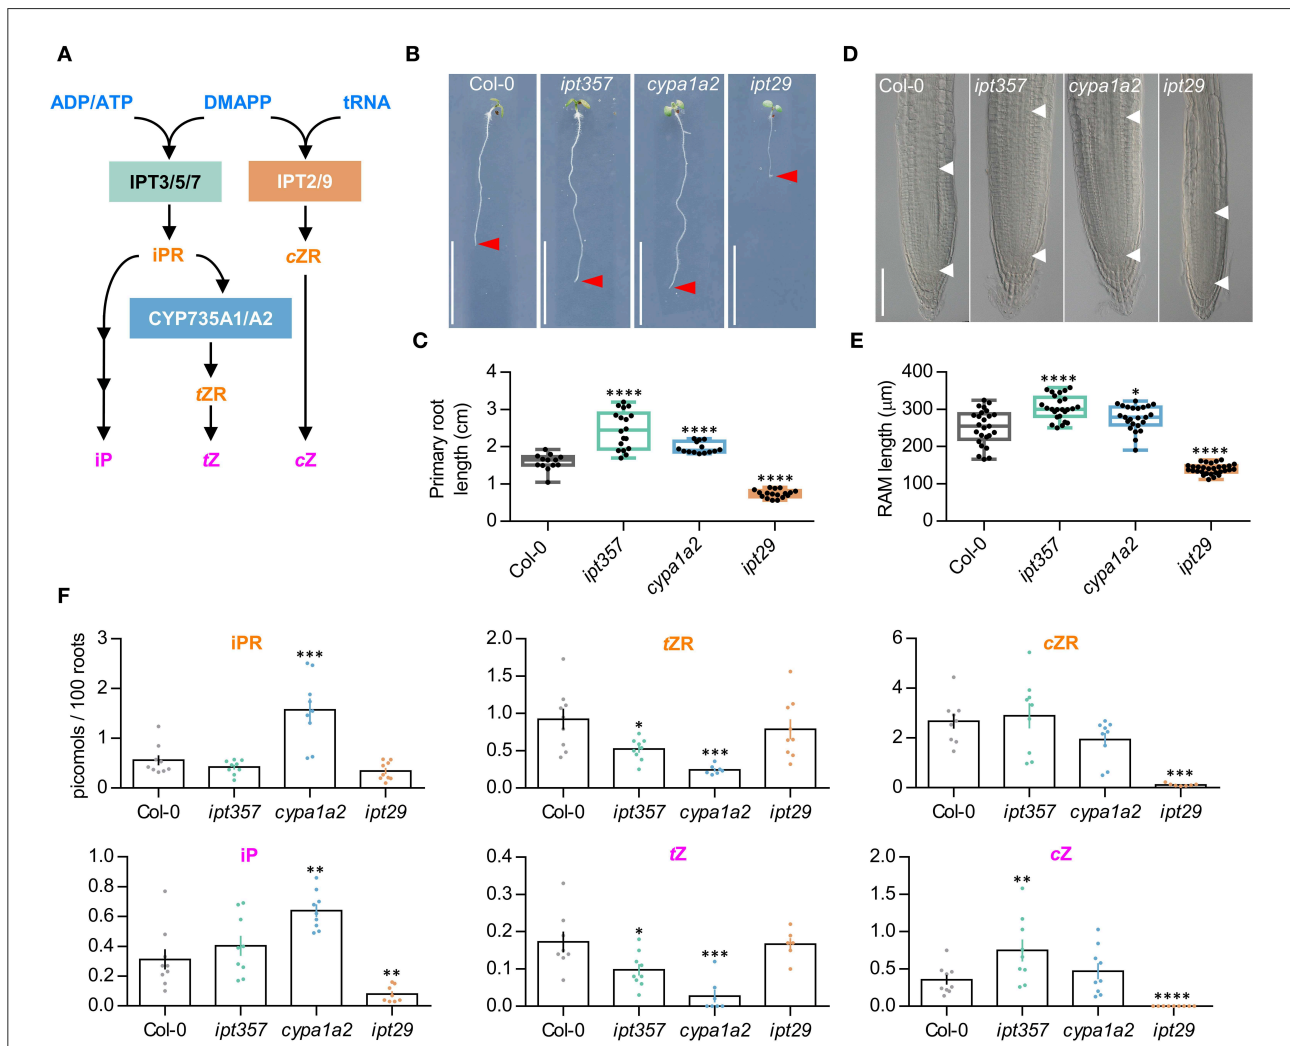 A
ADP/ATP DMAPP tRNA
IPT3/5/7 IPT2/9
iPR cZR
CYP735A1/A2
tZR
iP tZ cZ
B
Col-0 ipt357 cypa1a2 ipt29
C
Primary root
length (cm)
4
3
2
1
0
**** **** ****
Col-0 ipt357 cypa1a2 ipt29
D
Col-0 ipt357 cypa1a2 ipt29
E
RAM length (μm)
400
300
200
100
0
**** * ****
Col-0 ipt357 cypa1a2 ipt29
F
picomols / 100 roots
iPR
3
2
1
0
***
Col-0 ipt357 cypa1a2 ipt29
tZR
2.0
1.5
1.0
0.5
0.0
* ***
Col-0 ipt357 cypa1a2 ipt29
cZR
6
4
2
0
***
Col-0 ipt357 cypa1a2 ipt29
iP
1.0
0.8
0.6
0.4
0.2
0.0
** **
Col-0 ipt357 cypa1a2 ipt29
tZ
0.4
0.3
0.2
0.1
0.0
* ***
Col-0 ipt357 cypa1a2 ipt29
cZ
2.0
1.5
1.0
0.5
0.0
** ****
Col-0 ipt357 cypa1a2 ipt29